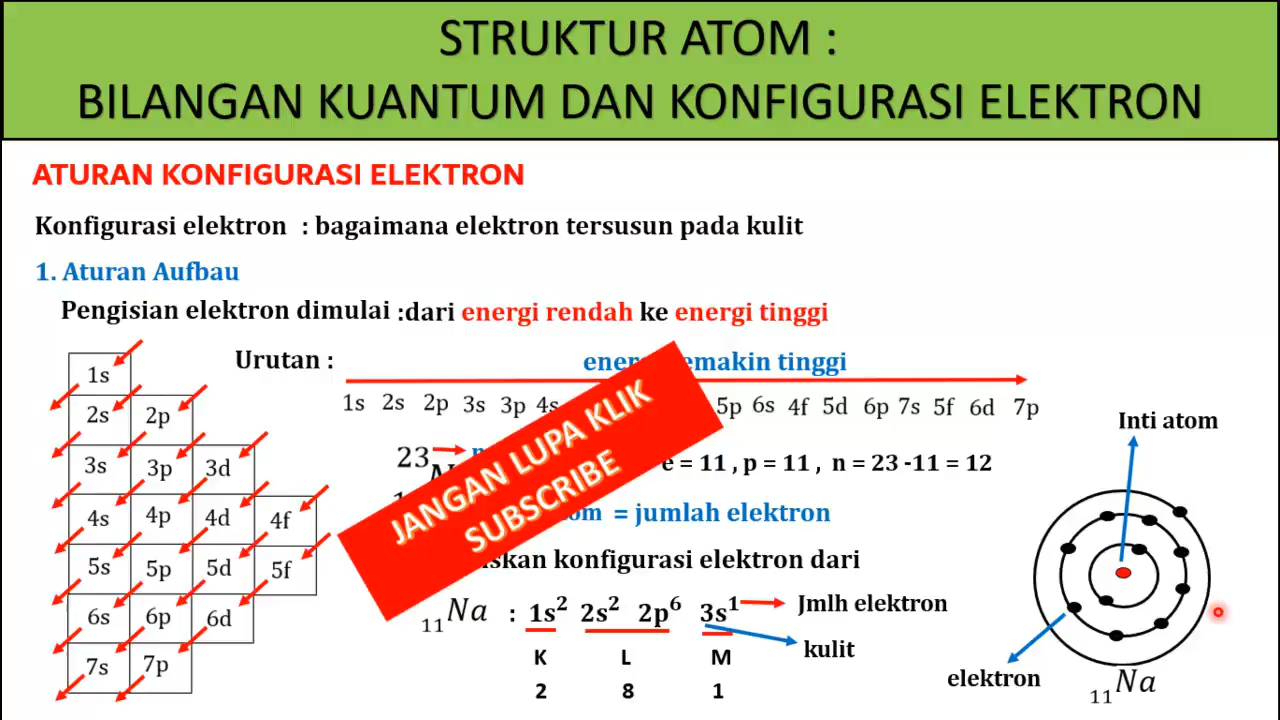 STRUKTUR ATOM :
BILANGAN KUANTUM DAN KONFIGURASI ELEKTRON
ATURAN KONFIGURASI ELEKTRON
Konfigurasi elektron : bagaimana elektron tersusun pada kulit
1. Aturan Aufbau
Pengisian elektron dimulai :dari energi rendah ke energi tinggi
Urutan :
makin tinggi
1s 2s 2p 3s 3p 4s 5p 6s 4f 5d 6p 7s 5f 6d 7p
1s
2s 2p
3s 3p 3d
4s 4p 4d 4f
5s 5p 5d 5f
6s 6p 6d
7s 7p
23
e = 11 , p = 11 , n = 23 -11 = 12
= jumlah elektron
konfigurasi elektron dari
JANGAN LUPA KLIK
SUBSCRIBE
₁₁Na : 1s² 2s² 2p⁶ 3s¹
Jmlh elektron
kulit
K L M
2 8 1
Inti atom
elektron
₁₁Na